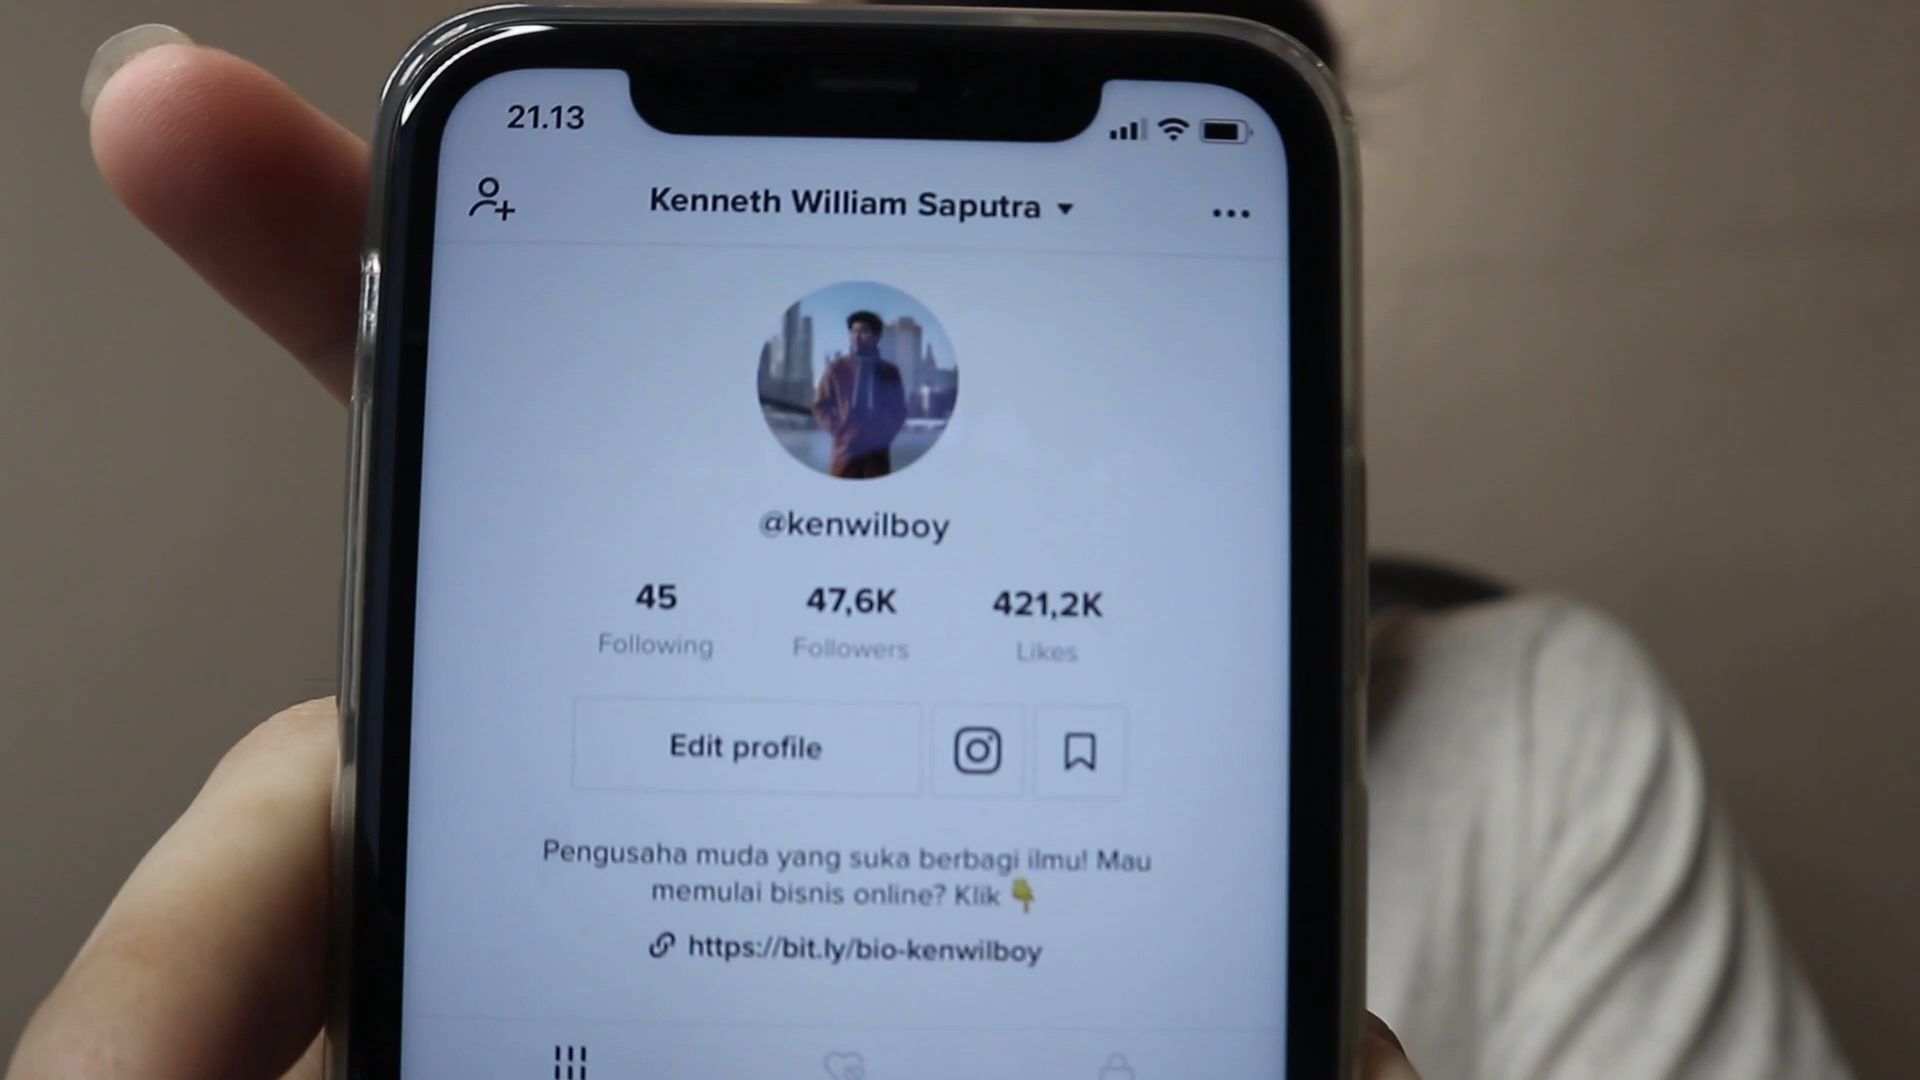 21.13
Kenneth William Saputra
@kenwilboy
45 47,6K 421,2K
Following Followers Likes
Edit profile
Pengusaha muda yang suka berbagi ilmu! Mau
memulai bisnis online? Klik 👇
https://bit.ly/bio-kenwilboy